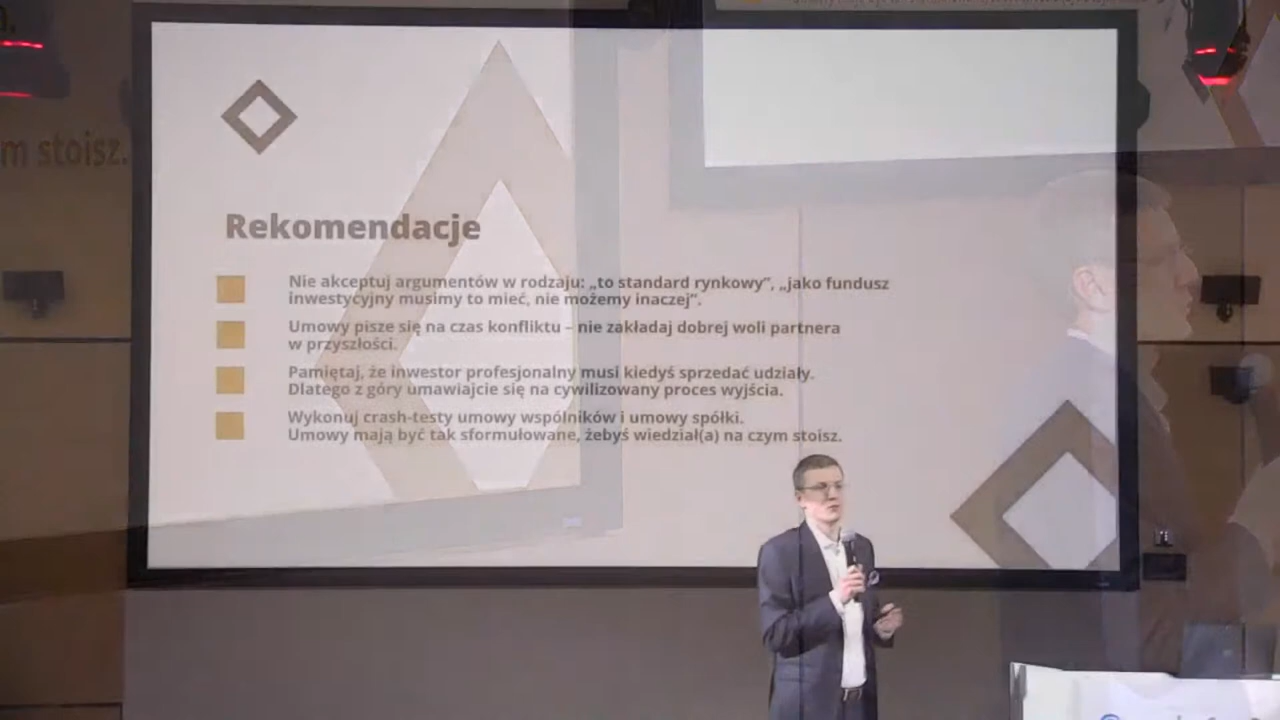 m stoisz.
Rekomendacje
Nie akceptuj argumentów w rodzaju: „to standard rynkowy”, „jako fundusz
inwestycyjny musimy to mieć, nie możemy inaczej”.
Umowy pisze się na czas konfliktu – nie zakładaj dobrej woli partnera
w przyszłości.
Pamiętaj, że inwestor profesjonalny musi kiedyś sprzedać udziały.
Dlatego z góry umawiajcie się na cywilizowany proces wyjścia.
Wykonuj crash-testy umowy wspólników i umowy spółki.
Umowy mają być tak sformułowane, żebyś wiedział(a) na czym stoisz.